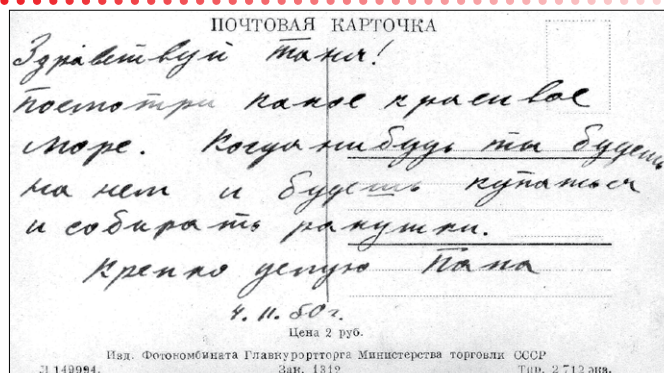 ПОЧТОВАЯ КАРТОЧКА
Здравствуй Таня!
Посмотри какое красивое
море. Когда нибудь ты будешь
на нем и будешь купаться
и собирать ракушки.
Крепко целую Папа
4. II. 50 г.
Цена 2 руб.
Изд. Фотокомбината Главкурортторга Министерства торговли СССР
Л 149994. Зак. 1312 Тир. 2 712 экз.